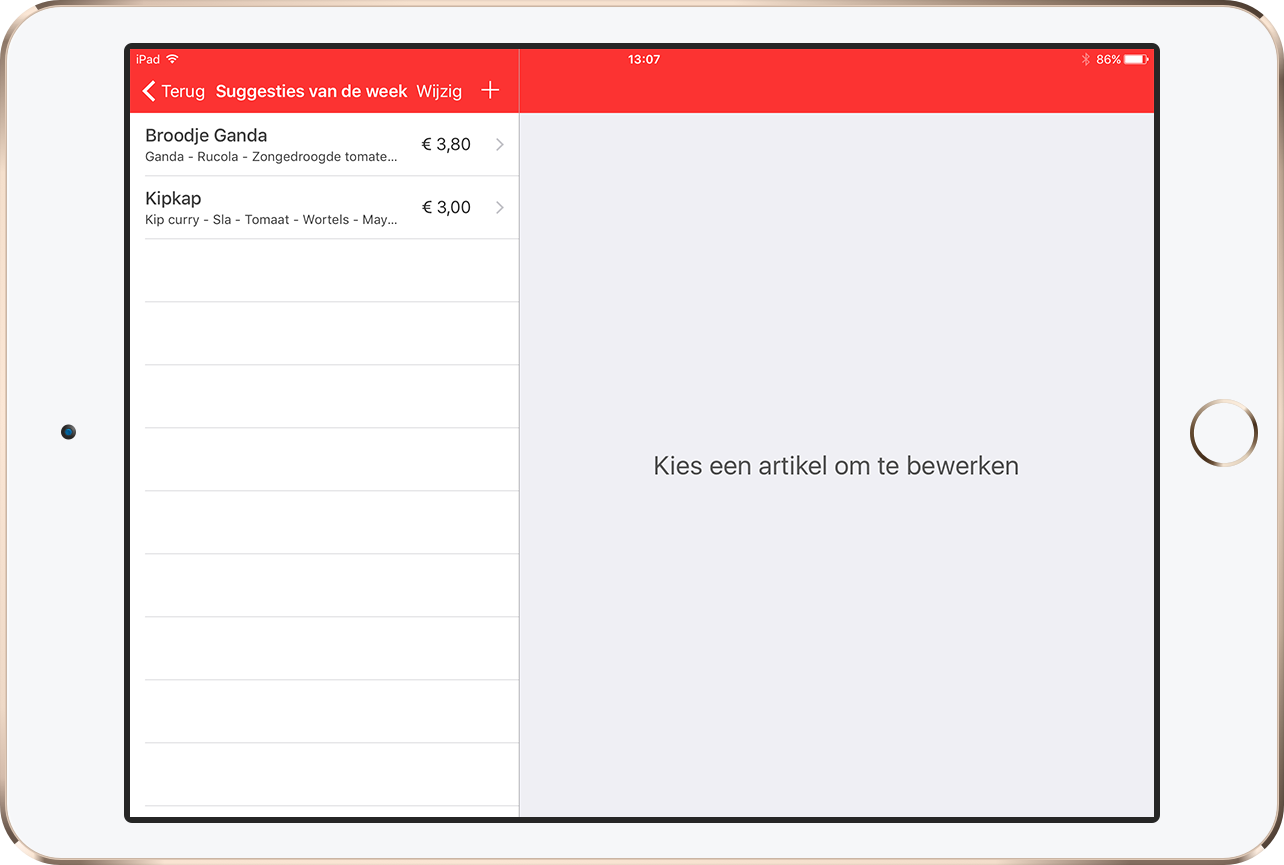 iPad 13:07 86%
Terug Suggesties van de week Wijzig +
Broodje Ganda
€ 3,80
Ganda - Rucola - Zongedroogde tomate...
Kipkap
€ 3,00
Kip curry - Sla - Tomaat - Wortels - May...
Kies een artikel om te bewerken